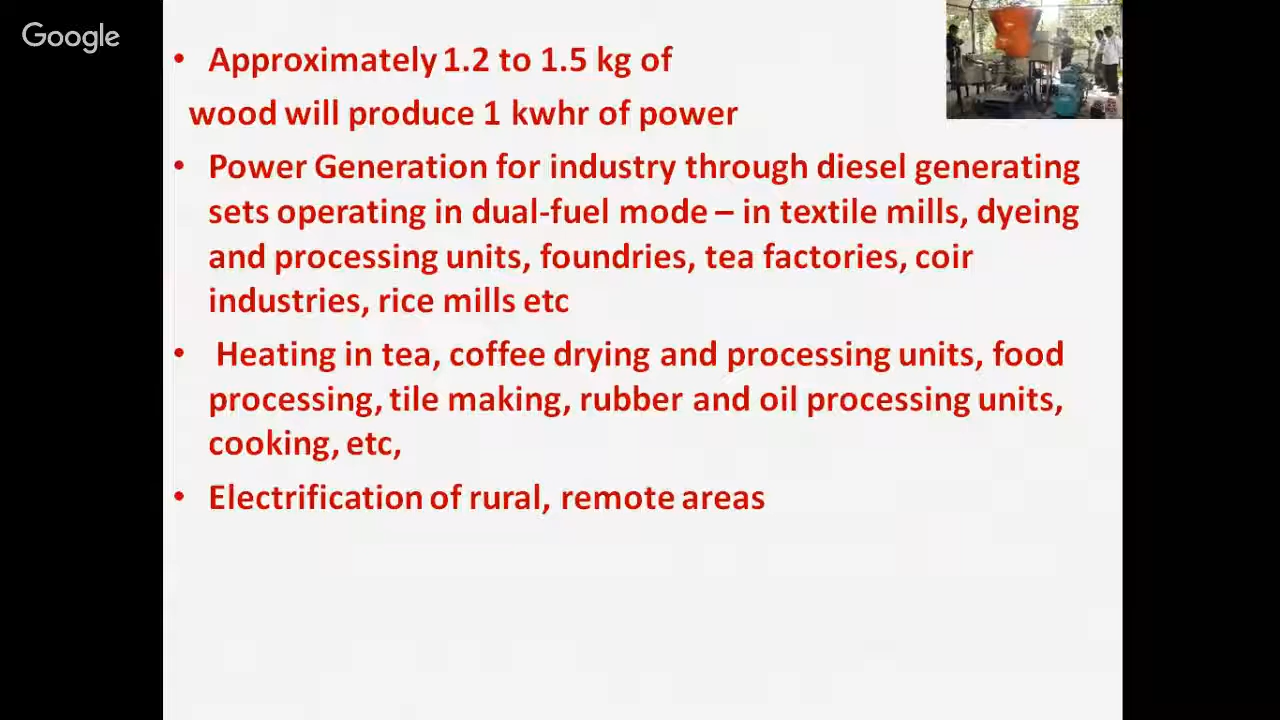 Google
• Approximately 1.2 to 1.5 kg of
wood will produce 1 kwhr of power
• Power Generation for industry through diesel generating
sets operating in dual-fuel mode – in textile mills, dyeing
and processing units, foundries, tea factories, coir
industries, rice mills etc
• Heating in tea, coffee drying and processing units, food
processing, tile making, rubber and oil processing units,
cooking, etc,
• Electrification of rural, remote areas